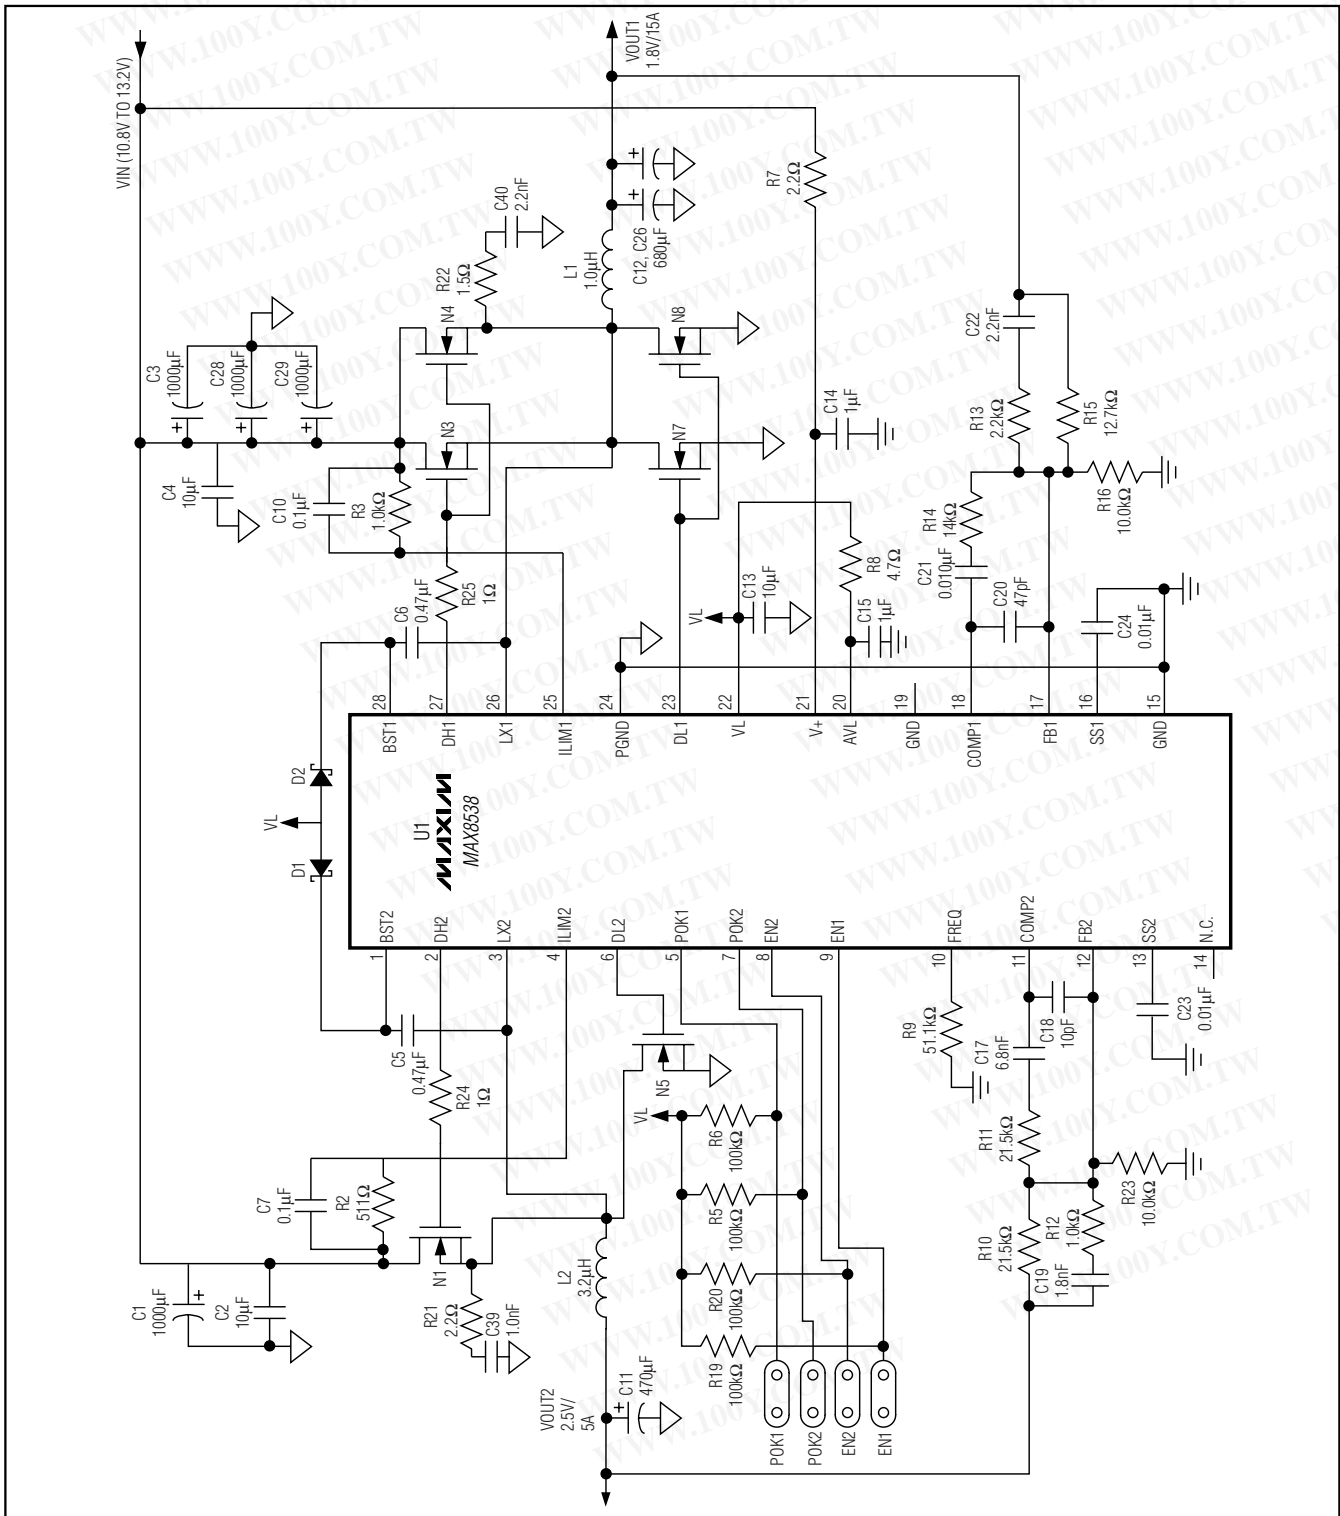 VIN (10.8V TO 13.2V)
VOUT1
1.8V/15A
C3
1000µF
C28
1000µF
C29
1000µF
C4
10µF
C10
0.1µF
R3
1.0kΩ
N3
N4
R22
1.5Ω
C40
2.2nF
L1
1.0µH
C12, C26
680µF
N7
N8
R7
2.2Ω
C14
1µF
C22
2.2nF
R13
2.2kΩ
R15
12.7kΩ
R16
10.0kΩ
R14
14kΩ
C21
0.010µF
C20
47pF
C24
0.01µF
R8
4.7Ω
C15
1µF
VL
C13
10µF
R25
1Ω
C6
0.47µF
D2
VL
D1
28
27
26
25
24
23
22
21
20
19
18
17
16
15
BST1
DH1
LX1
ILIM1
PGND
DL1
VL
V+
AVL
GND
COMP1
FB1
SS1
GND
U1
MAXIM
MAX8538
BST2
DH2
LX2
ILIM2
DL2
POK1
POK2
EN2
EN1
FREQ
COMP2
FB2
SS2
N.C.
1
2
3
4
6
5
7
8
9
10
11
12
13
14
C5
0.47µF
R24
1Ω
N5
C7
0.1µF
R2
511Ω
C1
1000µF
C2
10µF
N1
R21
2.2Ω
C39
1.0nF
L2
3.2µH
VOUT2
2.5V/
5A
C11
470µF
VL
R6
100kΩ
R5
100kΩ
R20
100kΩ
R19
100kΩ
POK1
POK2
EN2
EN1
R9
51.1kΩ
C17
6.8nF
C18
10pF
R11
21.5kΩ
C23
0.01µF
R23
10.0kΩ
R10
21.5kΩ
R12
1.0kΩ
C19
1.8nF
WWW.100Y.COM.TW